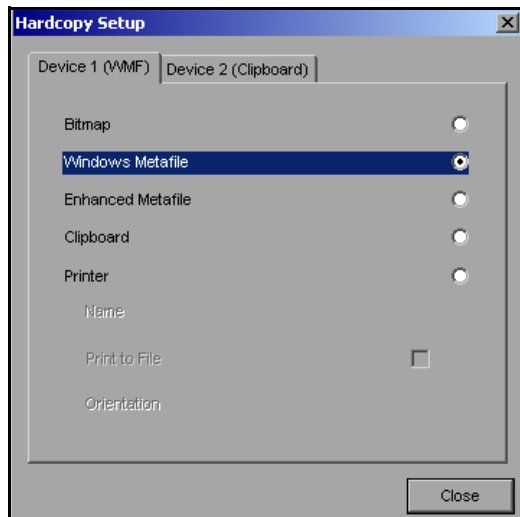 Hardcopy Setup
Device 1 (WMF) Device 2 (Clipboard)
Bitmap
Windows Metafile
Enhanced Metafile
Clipboard
Printer
Name
Print to File
Orientation
Close